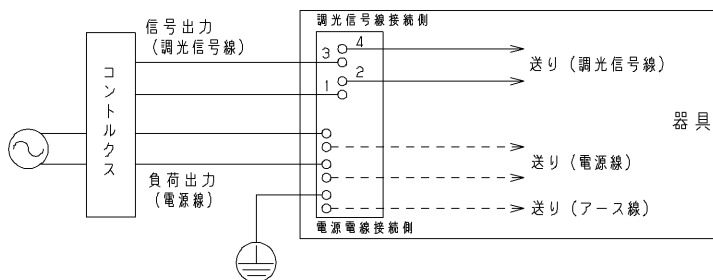 信号出力
(調光信号線)
コントルクス
負荷出力
(電源線)
調光信号線接続側
3
4
1
2
電源電線接続側
送り(調光信号線)
送り(電源線)
送り(アース線)
器具